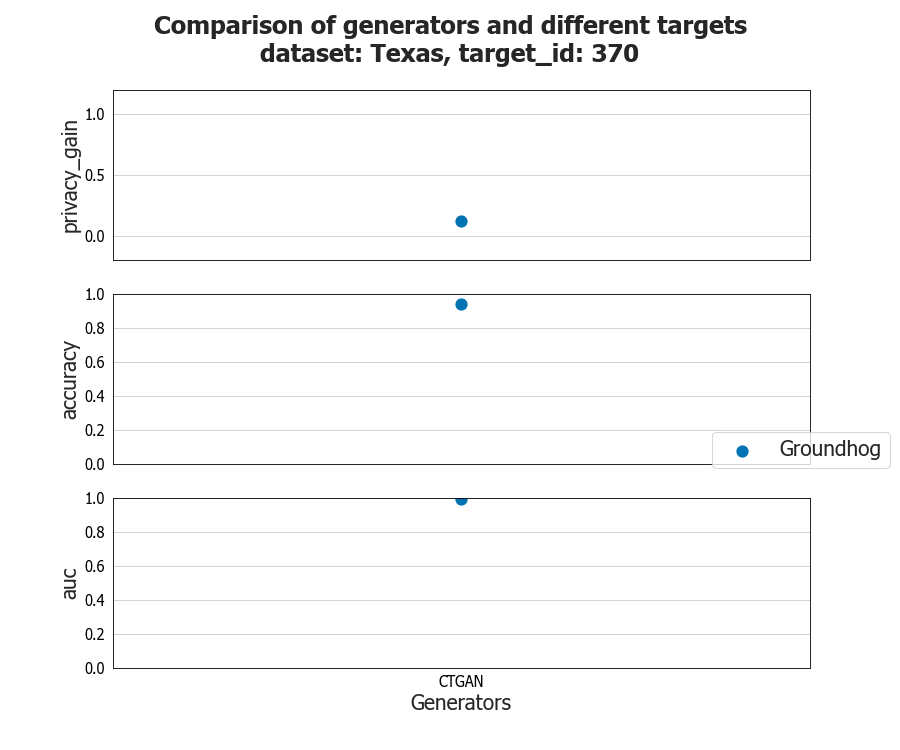 Comparison of generators and different targets
dataset: Texas, target_id: 370
privacy_gain
1.0
0.5
0.0
accuracy
1.0
0.8
0.6
0.4
0.2
0.0
Groundhog
auc
1.0
0.8
0.6
0.4
0.2
0.0
CTGAN
Generators